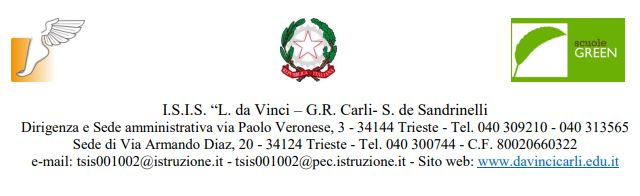 scuole
GREEN
REPVBBLICA ITALIANA
I.S.I.S. “L. da Vinci – G.R. Carli- S. de Sandrinelli
Dirigenza e Sede amministrativa via Paolo Veronese, 3 - 34144 Trieste - Tel. 040 309210 - 040 313565
Sede di Via Armando Diaz, 20 - 34124 Trieste - Tel. 040 300744 - C.F. 80020660322
e-mail: tsis001002@istruzione.it - tsis001002@pec.istruzione.it - Sito web: www.davincicarli.edu.it